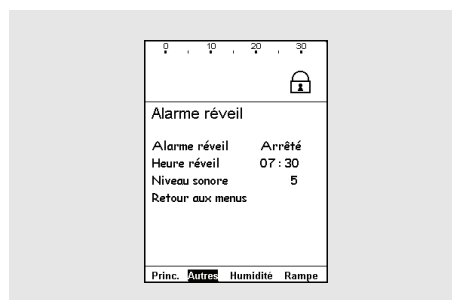 0 10 20 30
Alarme réveil
Alarme réveil Arrêté
Heure réveil 07:30
Niveau sonore 5
Retour aux menus
Princ. Autres Humidité Rampe